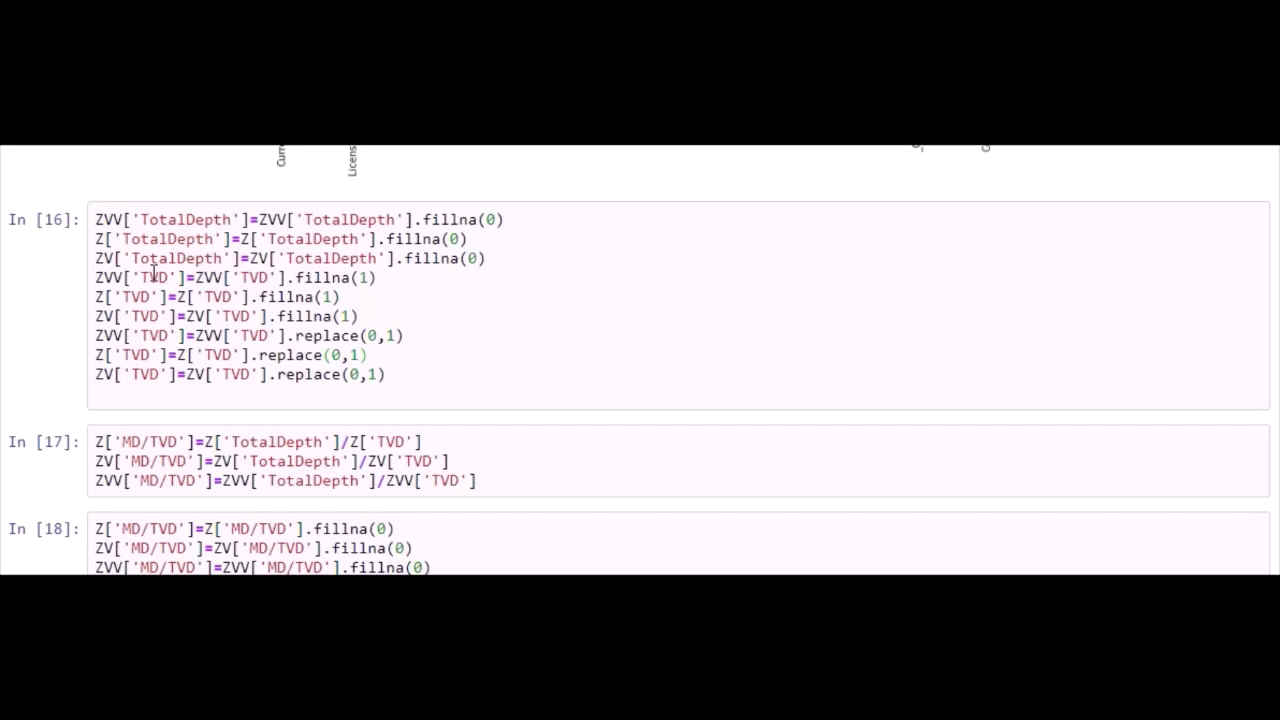 Curr
Licens
In [16]:
ZVV['TotalDepth']=ZVV['TotalDepth'].fillna(0)
Z['TotalDepth']=Z['TotalDepth'].fillna(0)
ZV['TotalDepth']=ZV['TotalDepth'].fillna(0)
ZVV['TVD']=ZVV['TVD'].fillna(1)
Z['TVD']=Z['TVD'].fillna(1)
ZV['TVD']=ZV['TVD'].fillna(1)
ZVV['TVD']=ZVV['TVD'].replace(0,1)
Z['TVD']=Z['TVD'].replace(0,1)
ZV['TVD']=ZV['TVD'].replace(0,1)
In [17]:
Z['MD/TVD']=Z['TotalDepth']/Z['TVD']
ZV['MD/TVD']=ZV['TotalDepth']/ZV['TVD']
ZVV['MD/TVD']=ZVV['TotalDepth']/ZVV['TVD']
In [18]:
Z['MD/TVD']=Z['MD/TVD'].fillna(0)
ZV['MD/TVD']=ZV['MD/TVD'].fillna(0)
ZVV['MD/TVD']=ZVV['MD/TVD'].fillna(0)